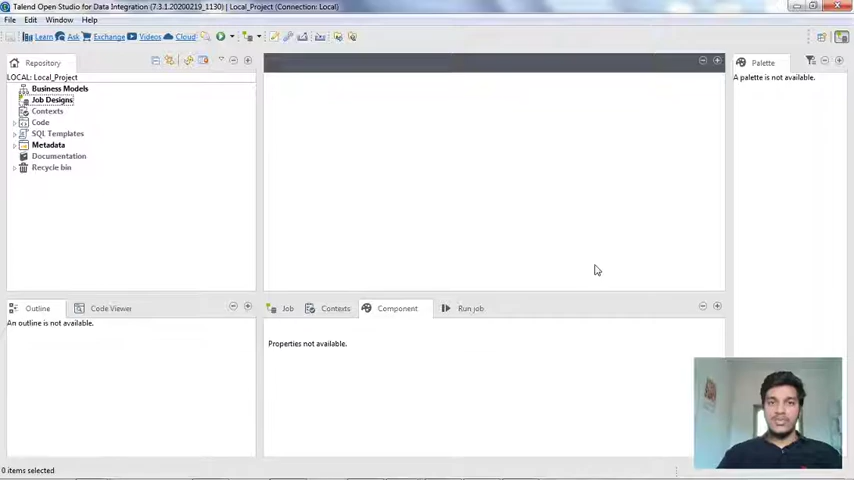 Talend Open Studio for Data Integration (7.3.1.20200219_1130) | Local_Project (Connection: Local)
File Edit Window Help
Learn Ask Exchange Videos Cloud
Repository
LOCAL: Local_Project
Business Models
Job Designs
Contexts
Code
SQL Templates
Metadata
Documentation
Recycle bin
Palette
A palette is not available.
Outline
Code Viewer
An outline is not available.
Job
Contexts
Component
Run job
Properties not available.
0 items selected